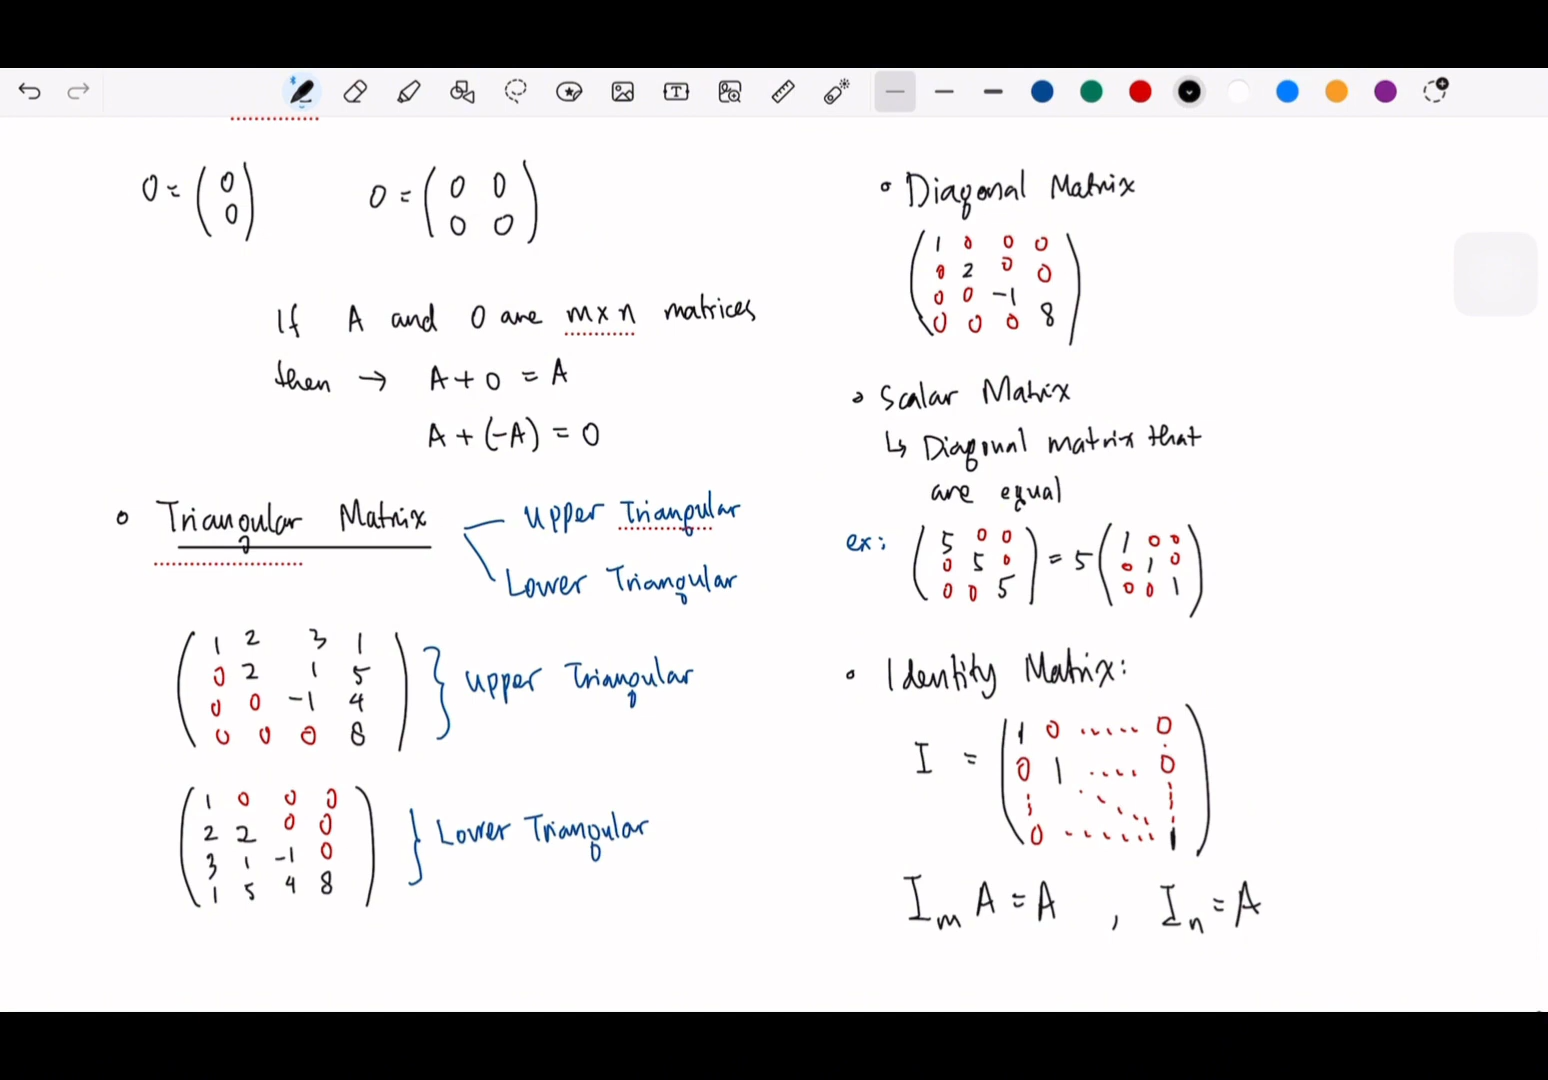 0 = ( 0
0 )
0 = ( 0 0
0 0 )
If A and 0 are m x n matrices
then → A + 0 = A
A + (-A) = 0
• Triangular Matrix
Upper Triangular
Lower Triangular
1 2 3 1
0 2 1 5
0 0 -1 4
0 0 0 8
} Upper Triangular
1 0 0 0
2 2 0 0
3 1 -1 0
1 5 4 8
} Lower Triangular
• Diagonal Matrix
1 0 0 0
0 2 0 0
0 0 -1 0
0 0 0 8
• Scalar Matrix
↳ Diagonal matrix that
are equal
ex: ( 5 0 0
0 5 0
0 0 5 ) = 5 ( 1 0 0
0 1 0
0 0 1 )
• Identity Matrix:
I = ( 1 0 ...... 0
0 1 .... 0
0 ....... 1 )
I_m A = A , I_n = A